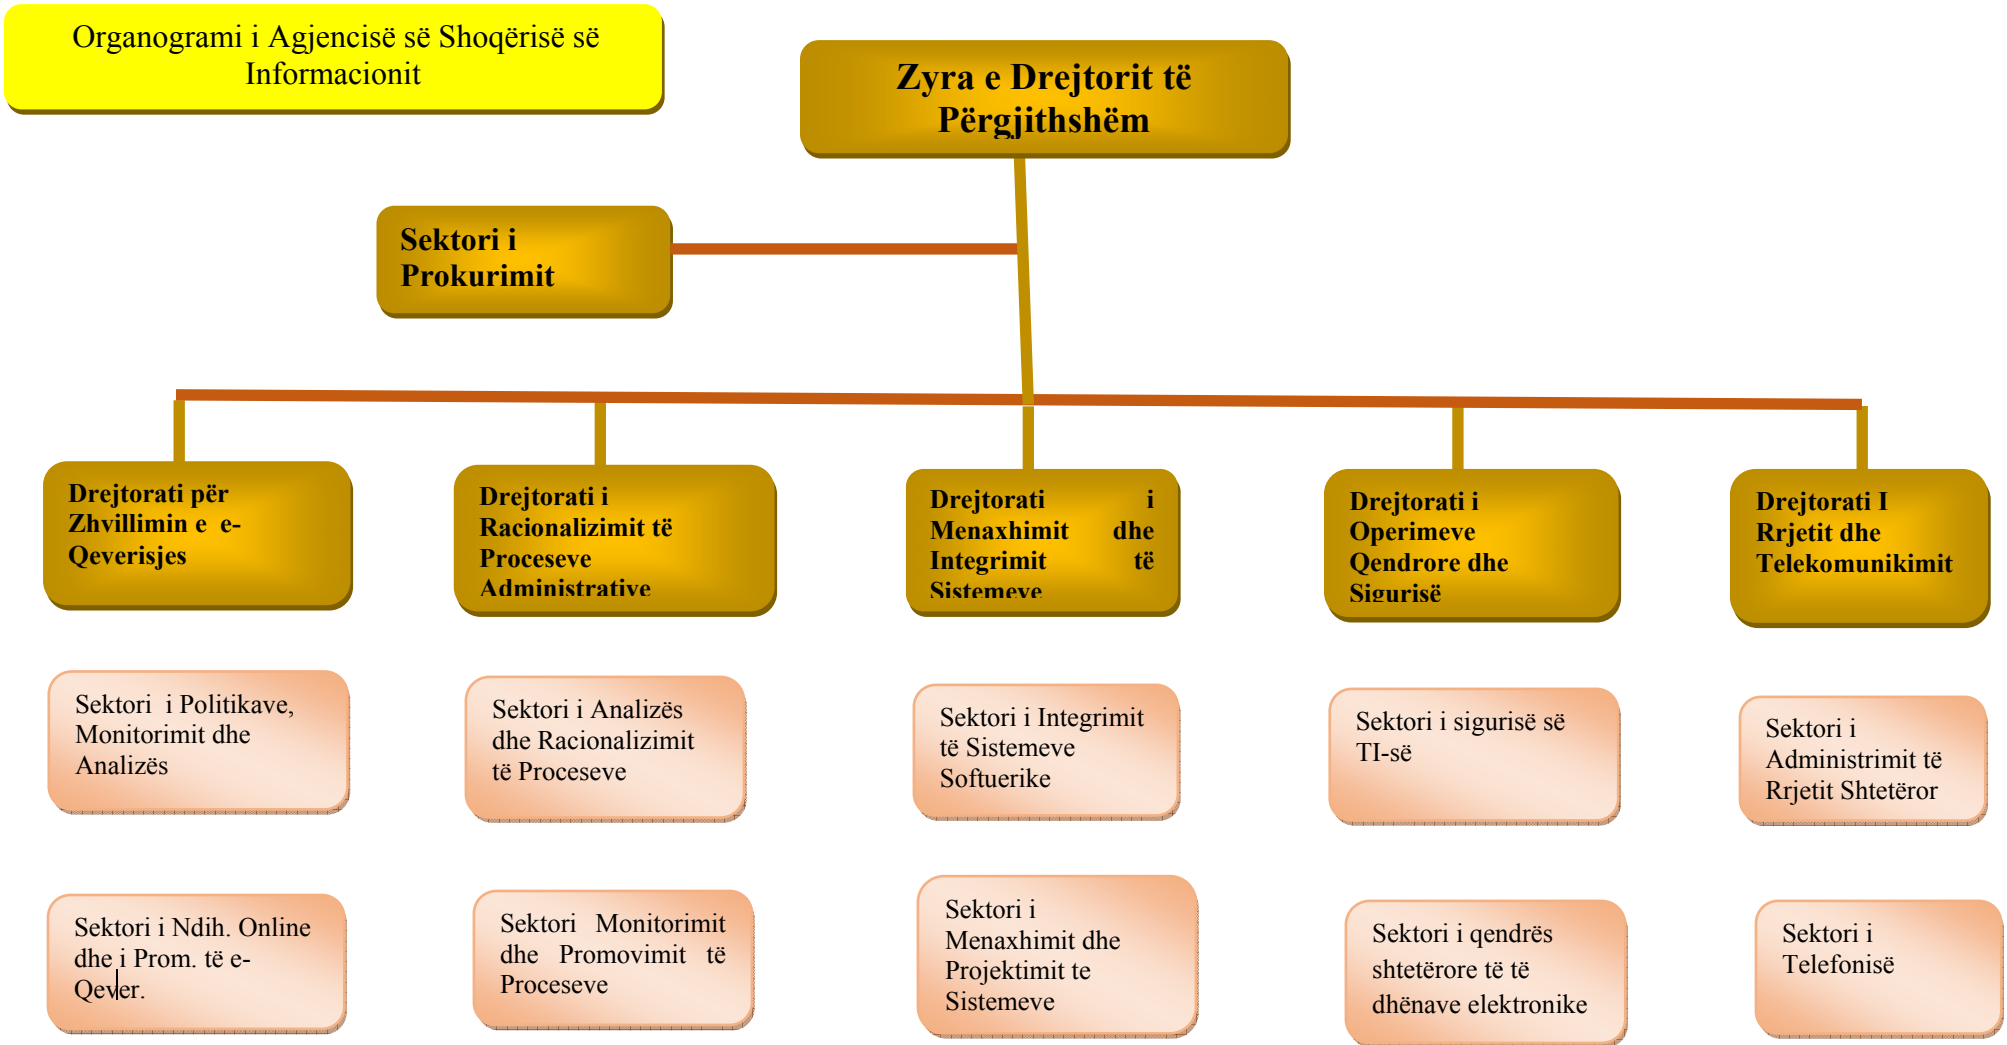 Organogrami i Agjencisë së Shoqërisë së
Informacionit
Zyra e Drejtorit të
Përgjithshëm
Sektori i
Prokurimit
Drejtorati për
Zhvillimin e  e-
Qeverisjes
Drejtorati i
Racionalizimit të
Proceseve
Administrative
Drejtorati i
Menaxhimit dhe
Integrimit të
Sistemeve
Drejtorati i
Operimeve
Qendrore dhe
Sigurisë
Drejtorati I
Rrjetit dhe
Telekomunikimit
Sektori  i Politikave,
Monitorimit dhe
Analizës
Sektori i Analizës
dhe Racionalizimit
të Proceseve
Sektori i Integrimit
të Sistemeve
Softuerike
Sektori i sigurisë së
TI-së
Sektori i
Administrimit të
Rrjetit Shtetëror
Sektori i Ndih. Online
dhe i Prom. të e-
Qever.
Sektori Monitorimit
dhe Promovimit të
Proceseve
Sektori i
Menaxhimit dhe
Projektimit te
Sistemeve
Sektori i qendrës
shtetërore të të
dhënave elektronike
Sektori i
Telefonisë